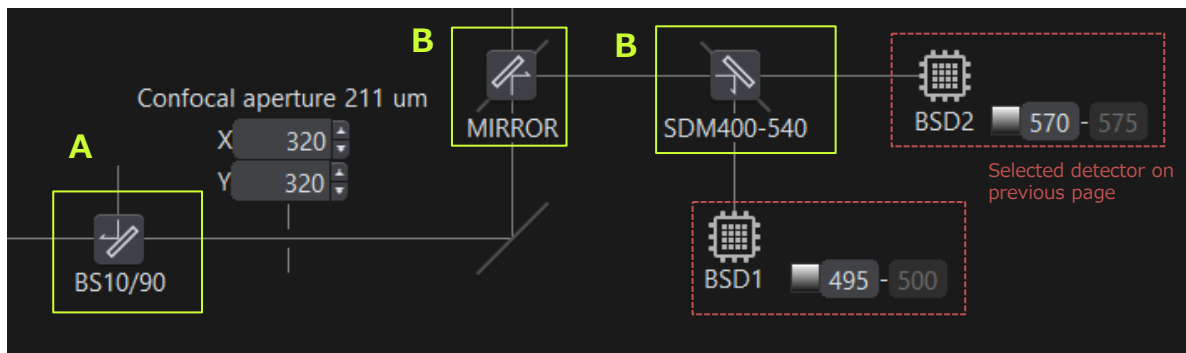 B
B
Confocal aperture 211 um
X 320
MIRROR
SDM400-540
BSD2
570 - 575
A
Y 320
Selected detector on
previous page
BS10/90
BSD1
495 - 500